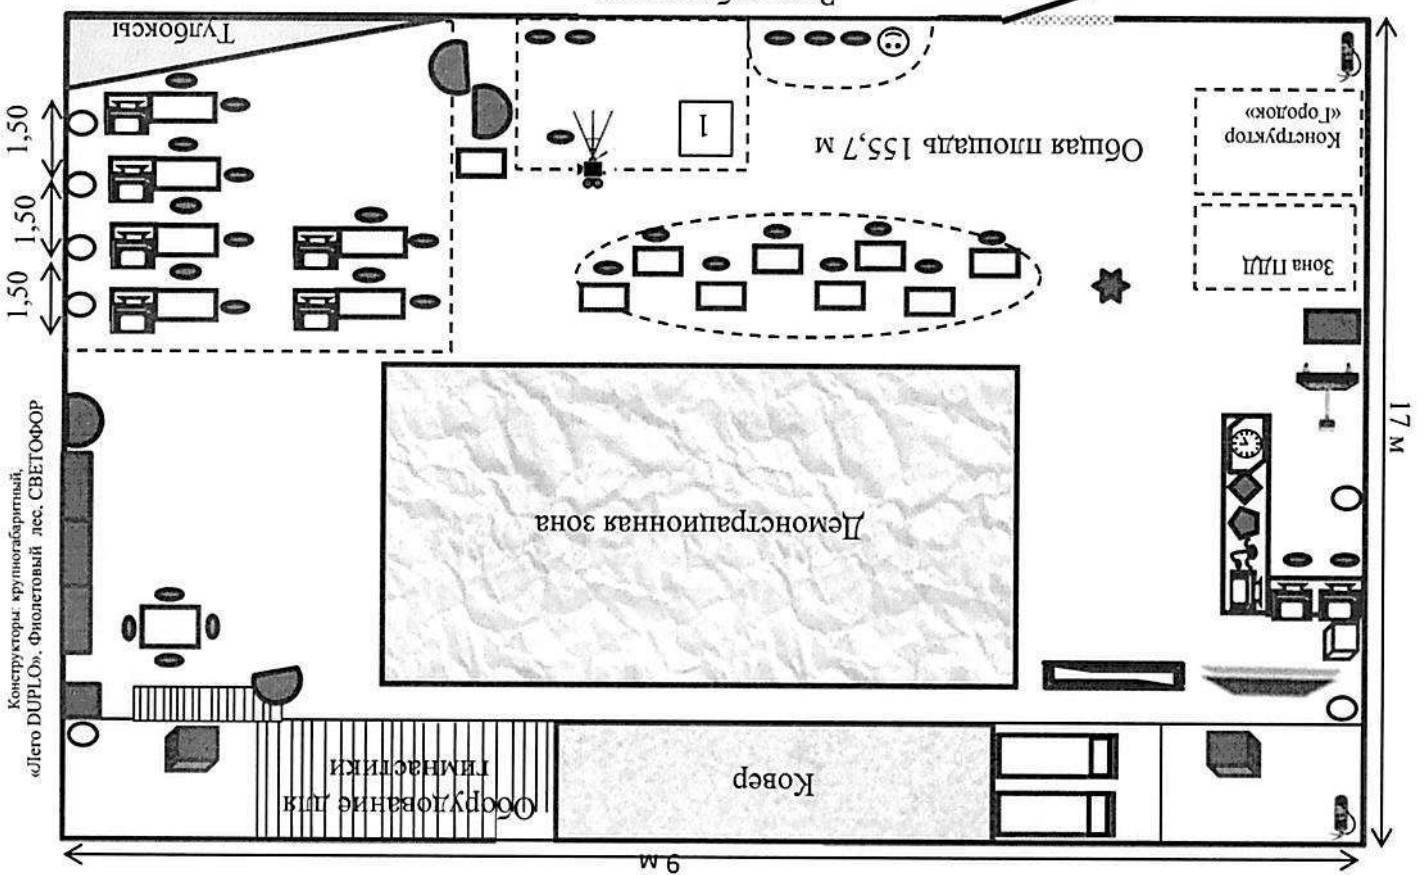 9 м
Ковер
Оборудование для
гимнастики
17 м
Демонстрационная зона
Конструкторы: крупногабаритный,
«Лего DUPLO», Фиолетовый лес, СВЕТОФОР
Зона ПДД
Конструктор
«Городок»
Общая площадь 155,7 м
1
1,50
1,50
1,50
Тулбоксы